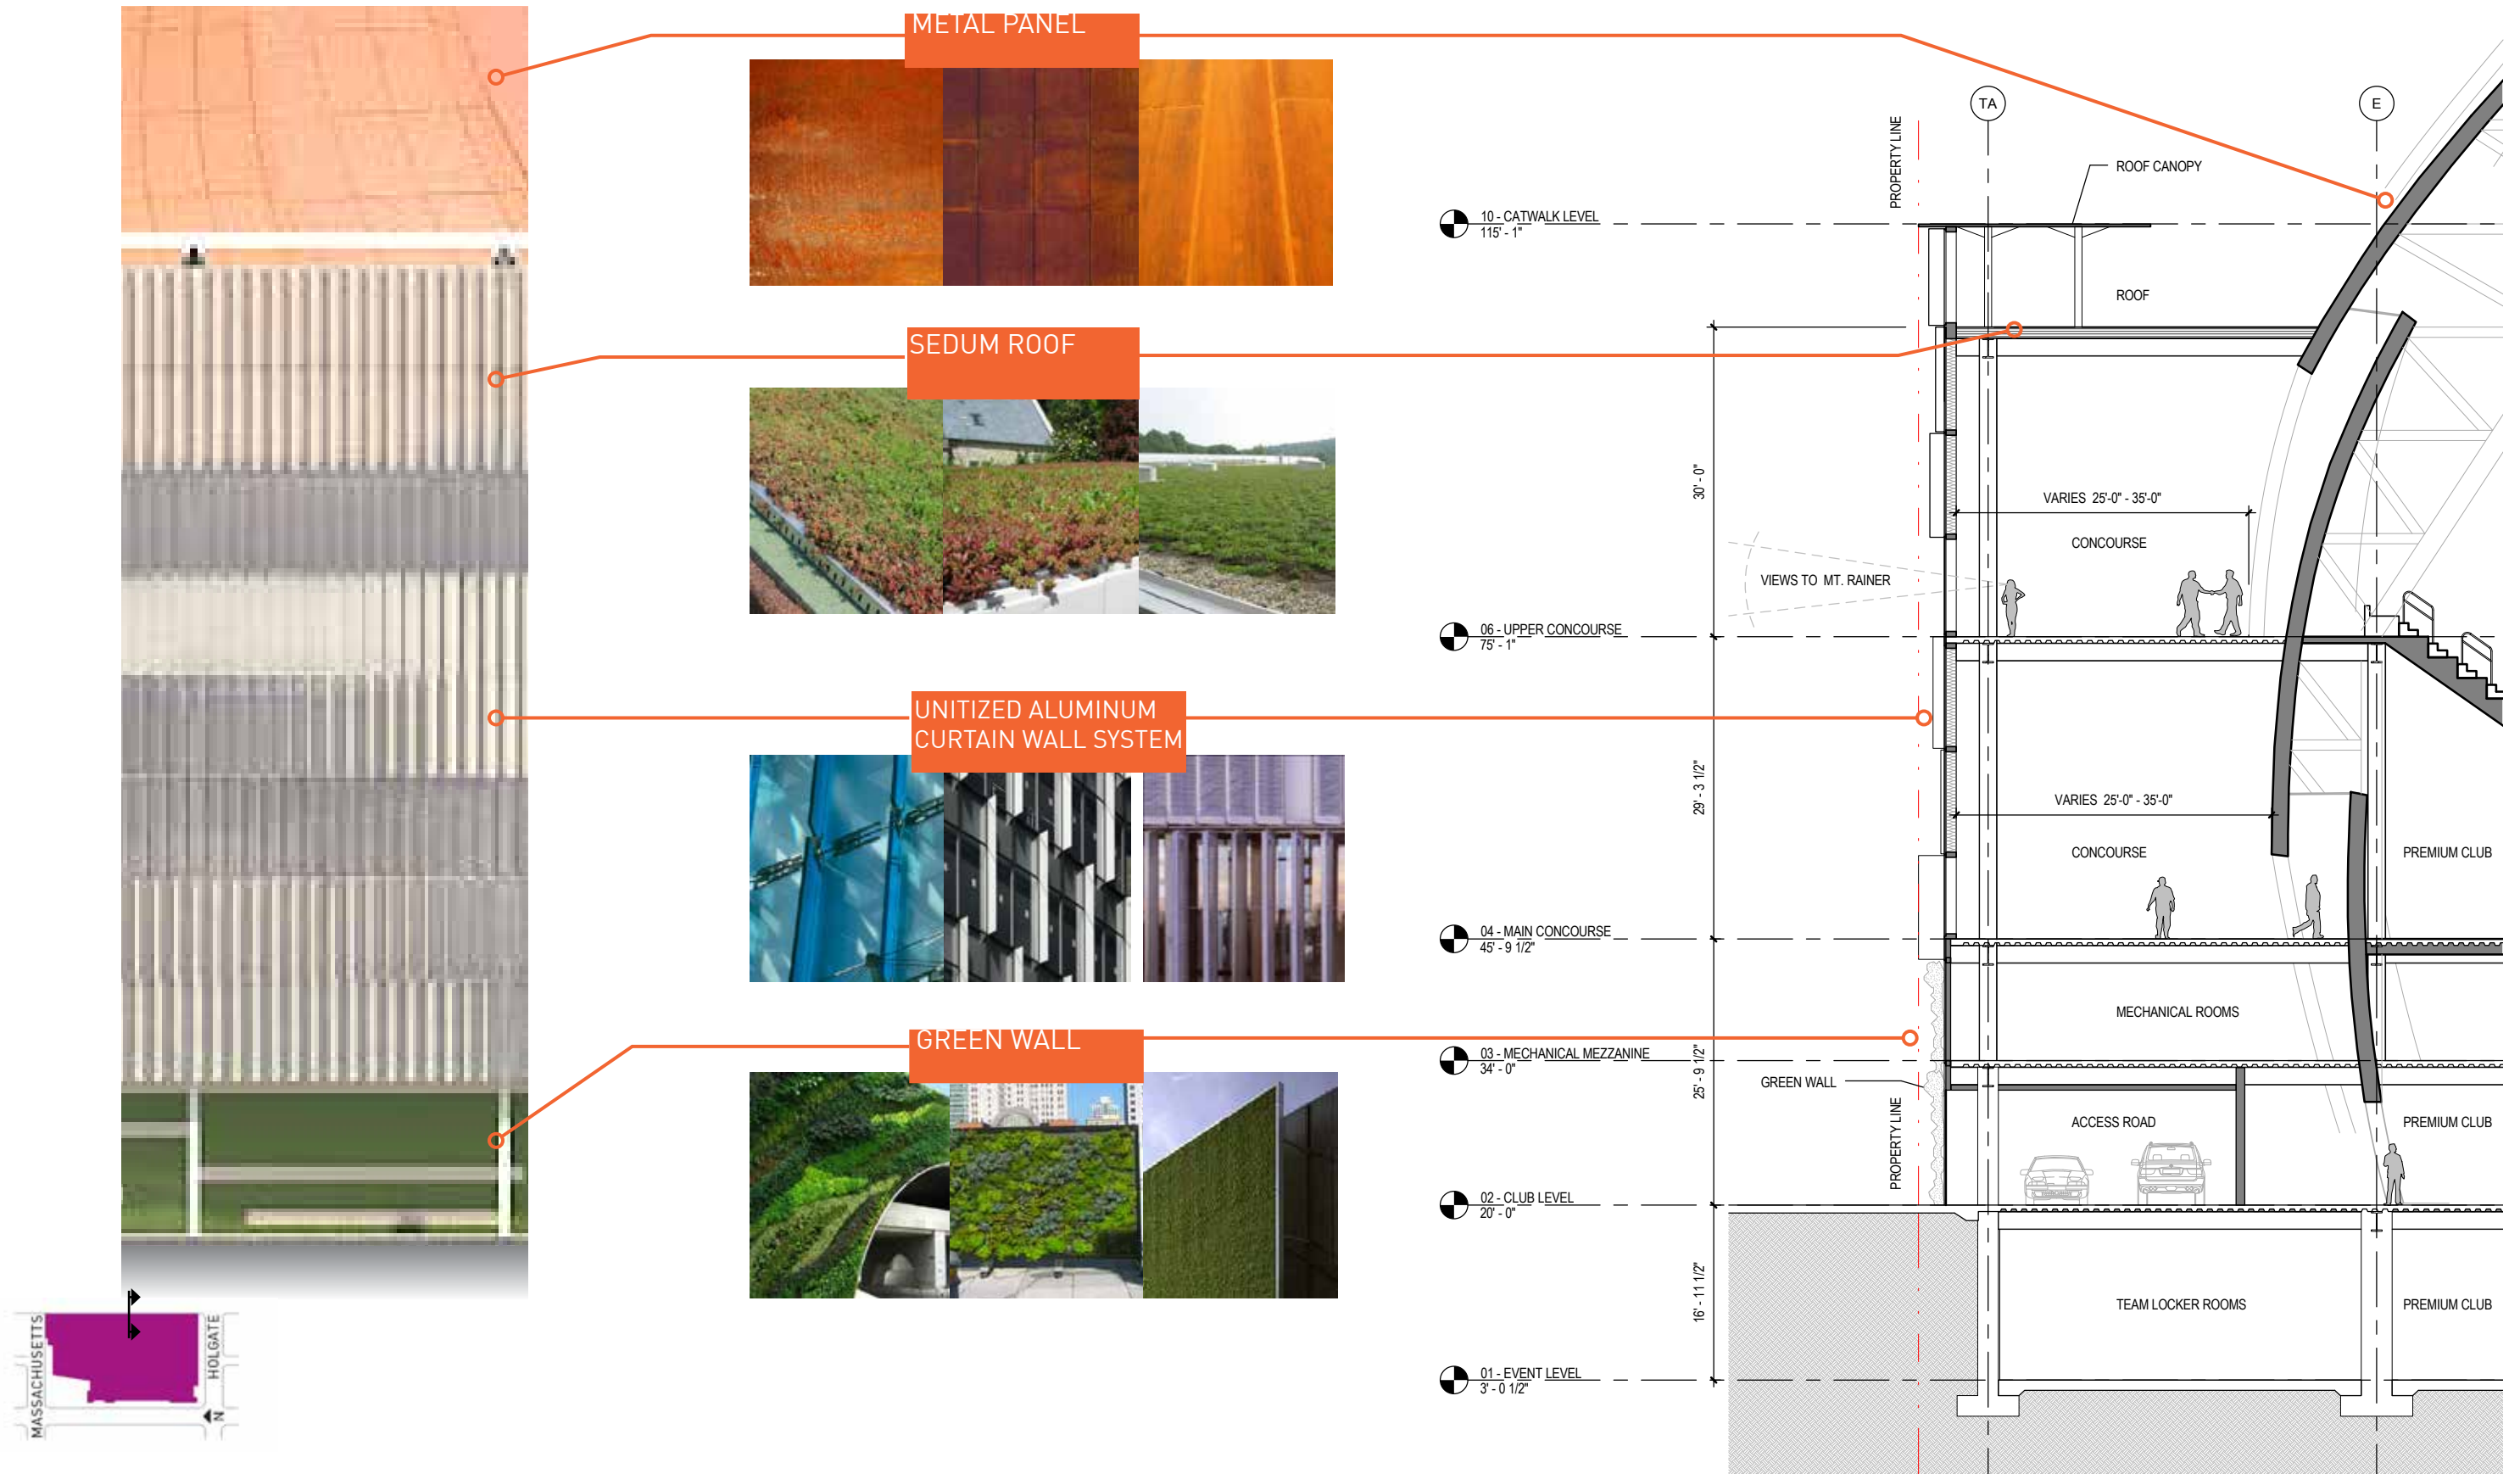 METAL PANEL
SEDUM ROOF
UNITIZED ALUMINUM
CURTAIN WALL SYSTEM
GREEN WALL
MASSACHUSETTS
HOLGATE
N
TA
E
PROPERTY LINE
ROOF CANOPY
10 - CATWALK LEVEL
115' - 1"
ROOF
30' - 0"
VARIES 25'-0" - 35'-0"
CONCOURSE
VIEWS TO MT. RAINER
06 - UPPER CONCOURSE
75' - 1"
29' - 3 1/2"
VARIES 25'-0" - 35'-0"
CONCOURSE
PREMIUM CLUB
04 - MAIN CONCOURSE
45' - 9 1/2"
MECHANICAL ROOMS
03 - MECHANICAL MEZZANINE
34' - 0"
25' - 9 1/2"
GREEN WALL
PROPERTY LINE
ACCESS ROAD
PREMIUM CLUB
02 - CLUB LEVEL
20' - 0"
16' - 11 1/2"
TEAM LOCKER ROOMS
PREMIUM CLUB
01 - EVENT LEVEL
3' - 0 1/2"